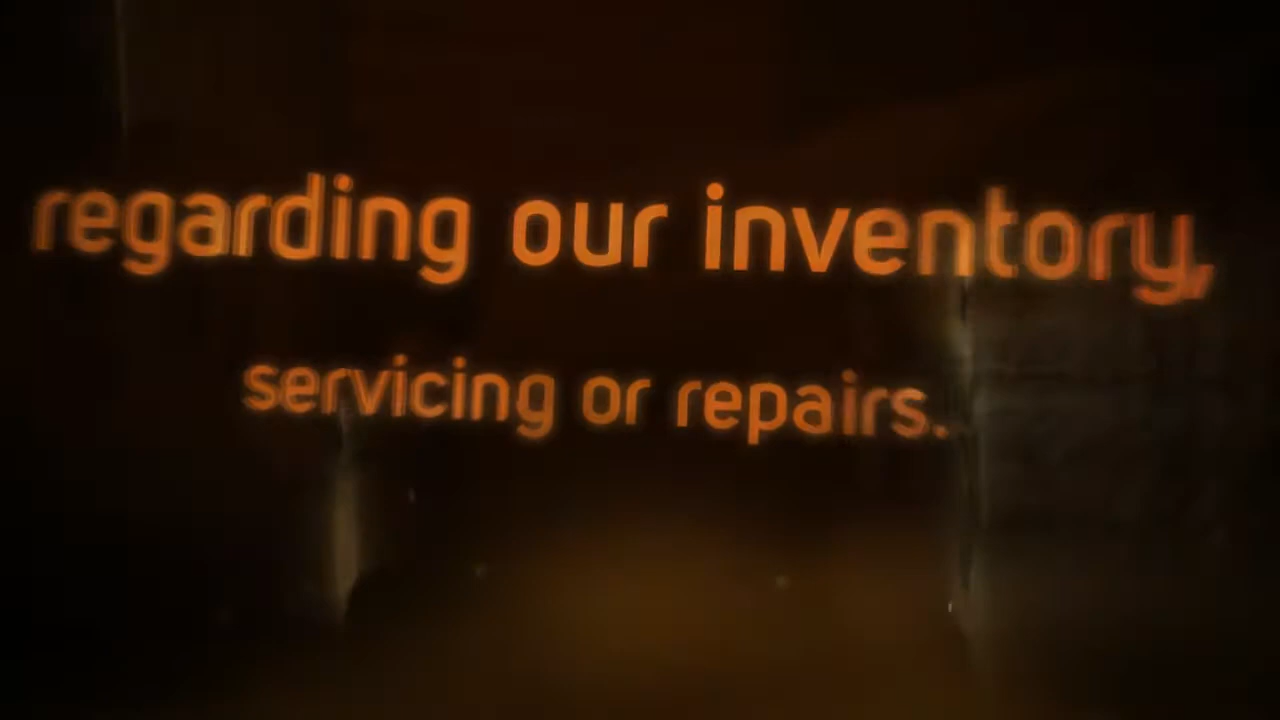 regarding our inventory,
servicing or repairs.